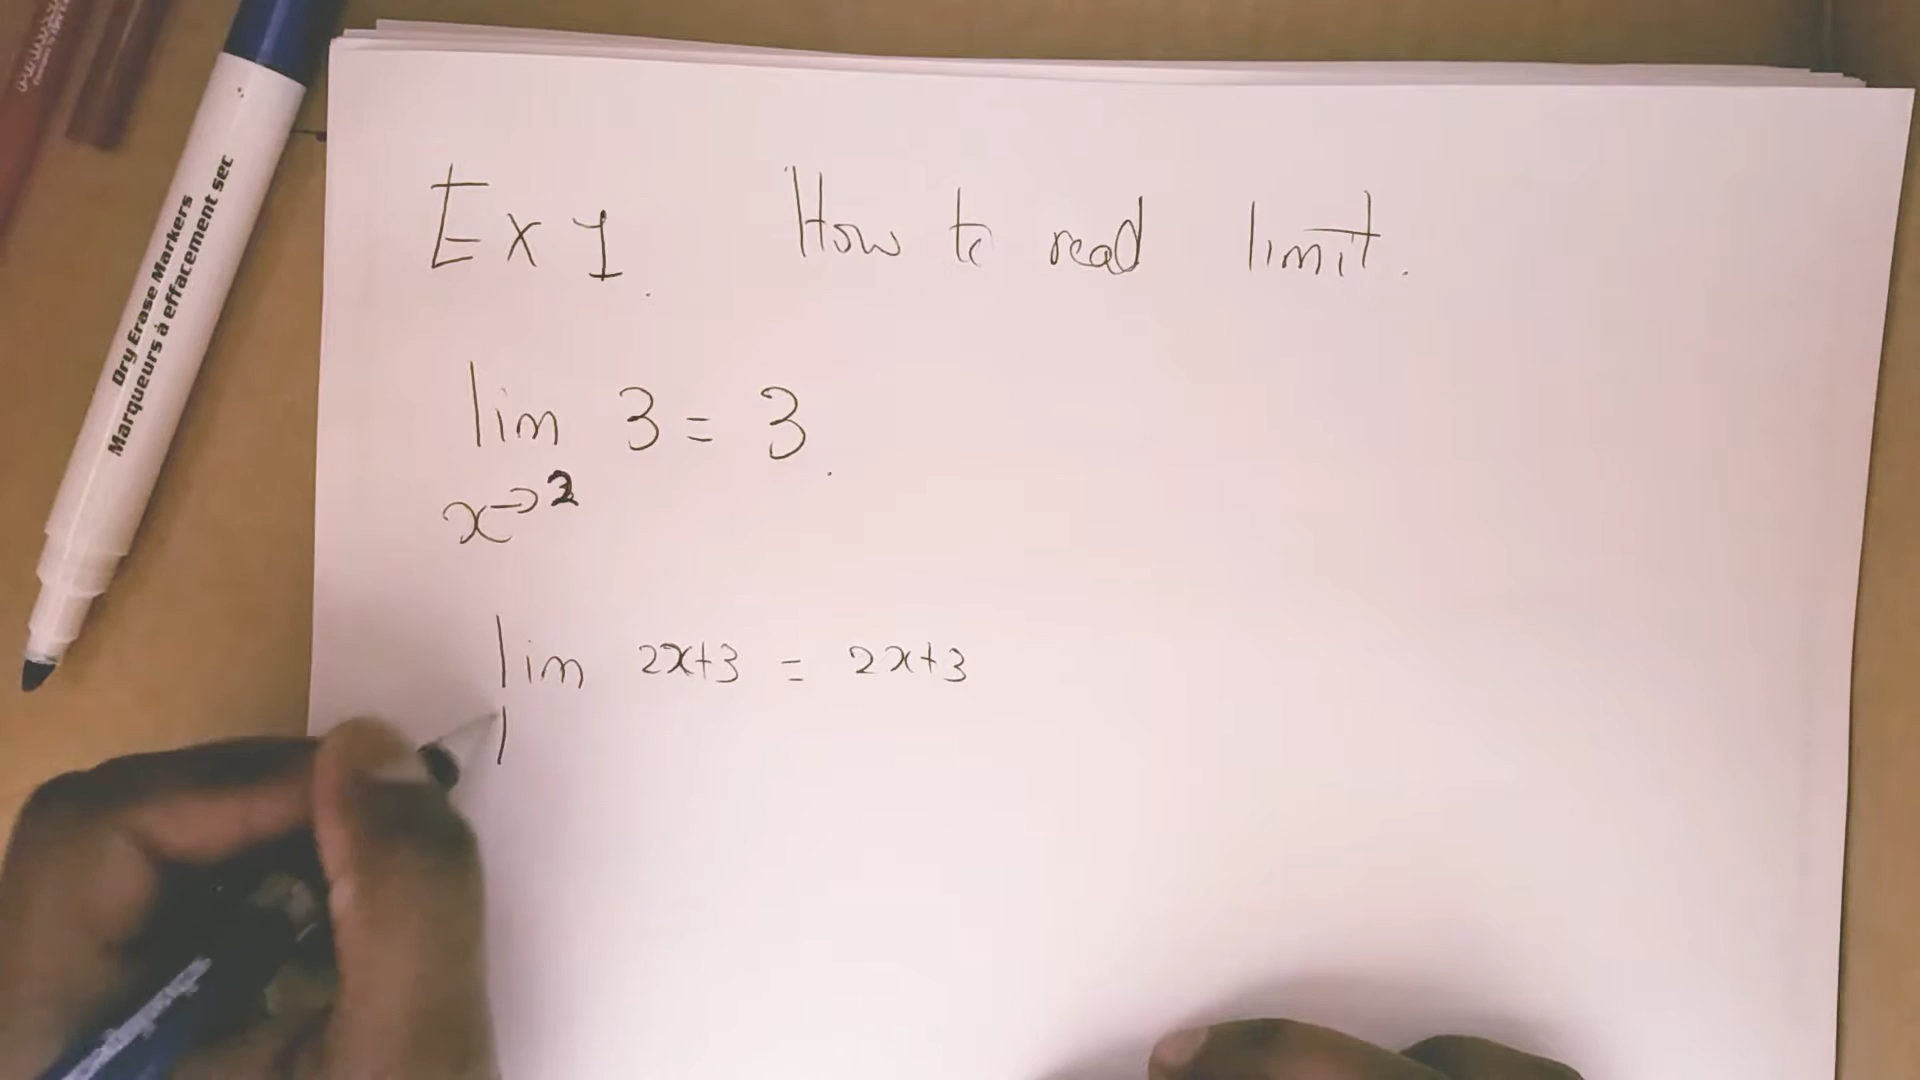 Dry Erase Markers
Marqueurs à effacement sec
Ex 1. How to read limit.
lim 3 = 3.
x→2
lim 2x+3 = 2x+3